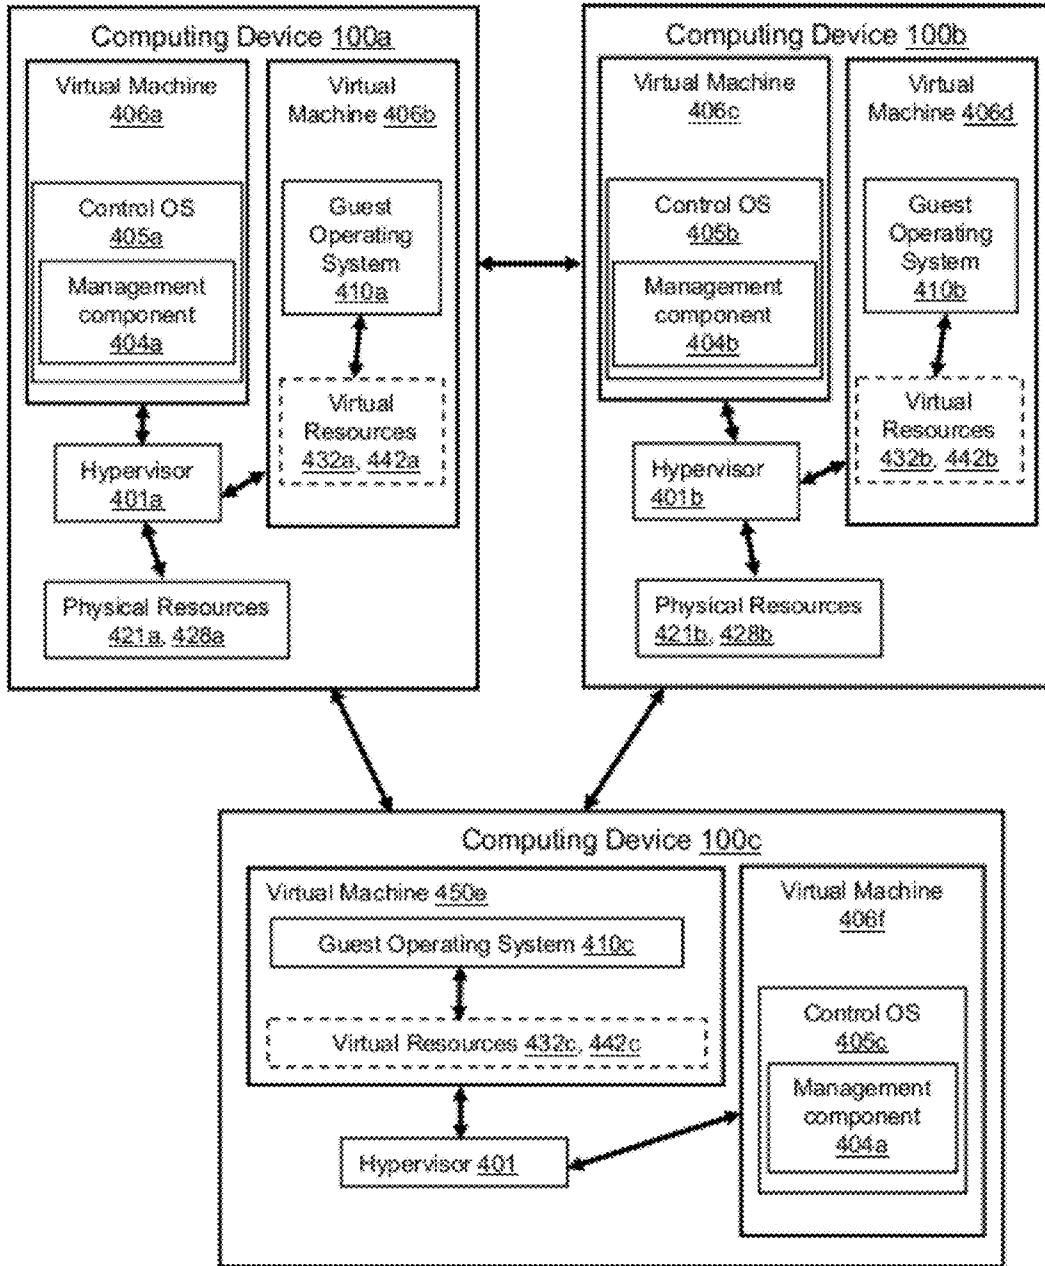 Computing Device 100a
Virtual Machine
406a
Control OS
405a
Management
component
404a
Virtual
Machine 406b
Guest
Operating
System
410a
Virtual
Resources
432a, 442a
Hypervisor
401a
Physical Resources
421a, 428a
Computing Device 100b
Virtual Machine
406c
Control OS
405b
Management
component
404b
Virtual
Machine 406d
Guest
Operating
System
410b
Virtual
Resources
432b, 442b
Hypervisor
401b
Physical Resources
421b, 428b
Computing Device 100c
Virtual Machine 450e
Guest Operating System 410c
Virtual Resources 432c, 442c
Hypervisor 401
Virtual Machine
406f
Control OS
405c
Management
component
404a